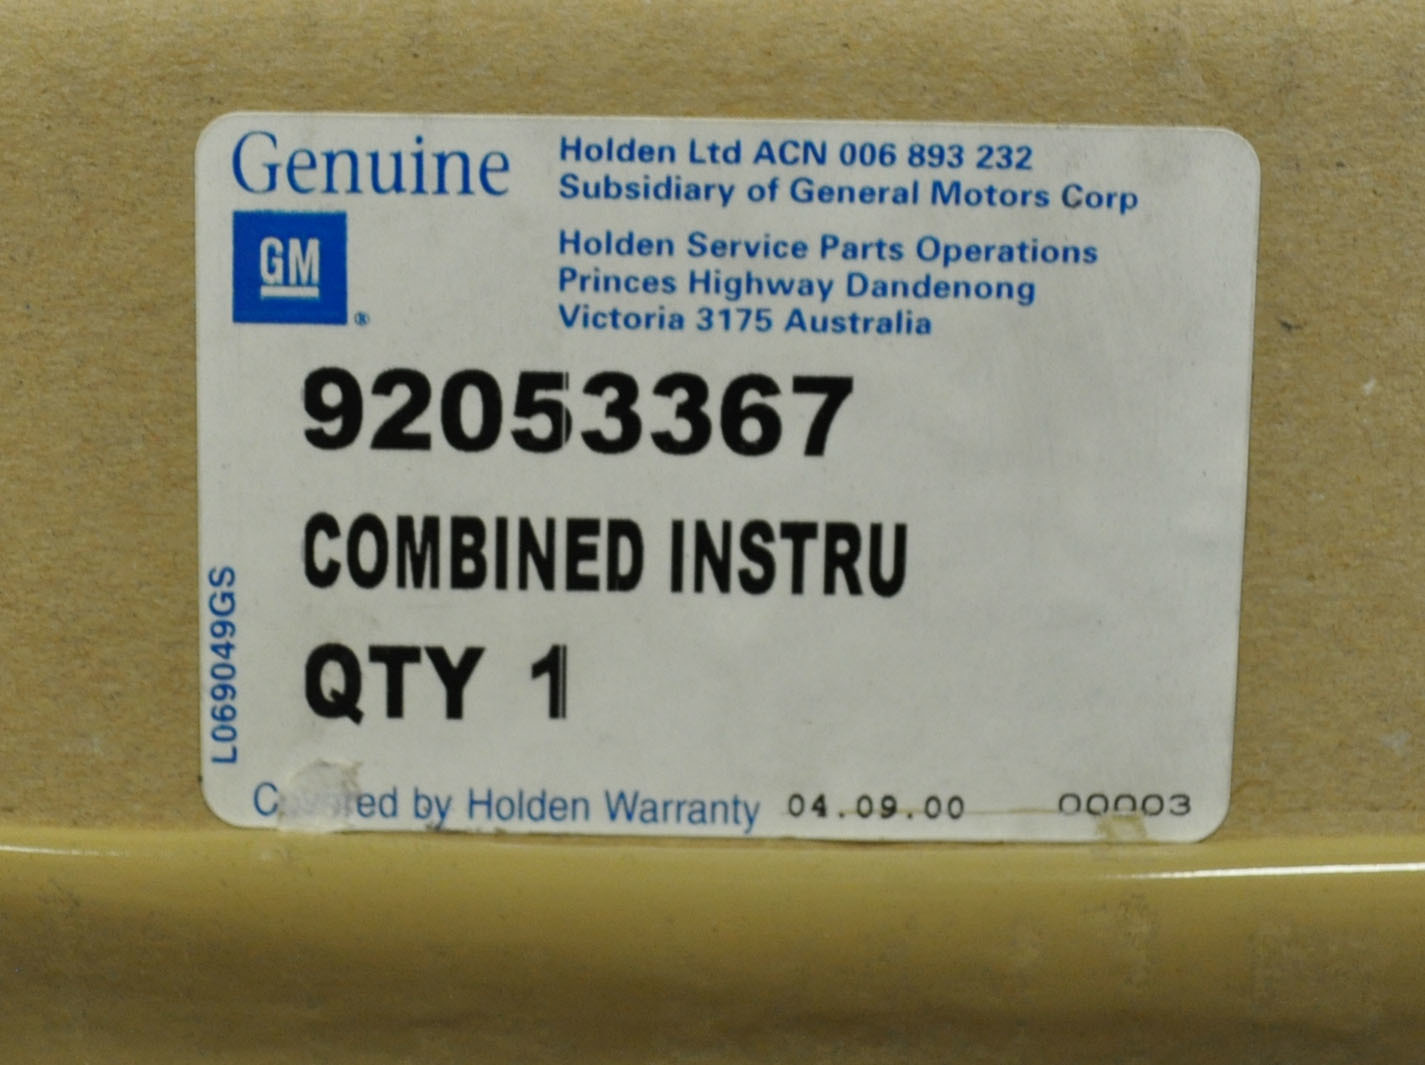 Genuine
GM
®
Holden Ltd ACN 006 893 232
Subsidiary of General Motors Corp
Holden Service Parts Operations
Princes Highway Dandenong
Victoria 3175 Australia
92053367
COMBINED INSTRU
QTY 1
L069049GS
Covered by Holden Warranty 04.09.00 00003